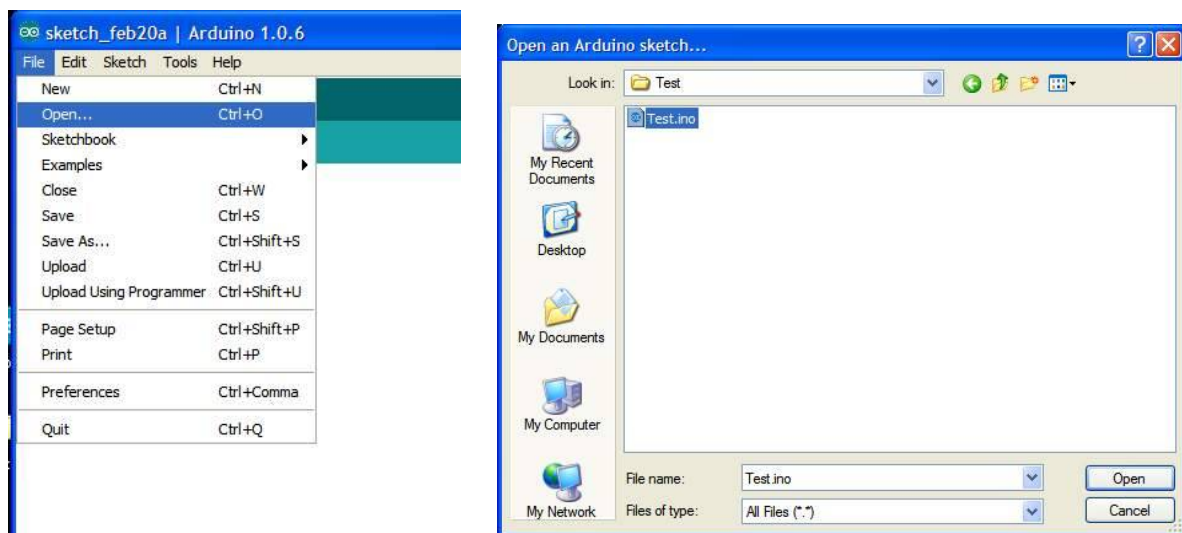 sketch_feb20a | Arduino 1.0.6
File Edit Sketch Tools Help
New Ctrl+N
Open... Ctrl+O
Sketchbook
Examples
Close Ctrl+W
Save Ctrl+S
Save As... Ctrl+Shift+S
Upload Ctrl+U
Upload Using Programmer Ctrl+Shift+U
Page Setup Ctrl+Shift+P
Print Ctrl+P
Preferences Ctrl+Comma
Quit Ctrl+Q
Open an Arduino sketch...
Look in: Test
Test.ino
My Recent
Documents
Desktop
My Documents
My Computer
My Network
File name: Test.ino Open
Files of type: All Files (*.*) Cancel